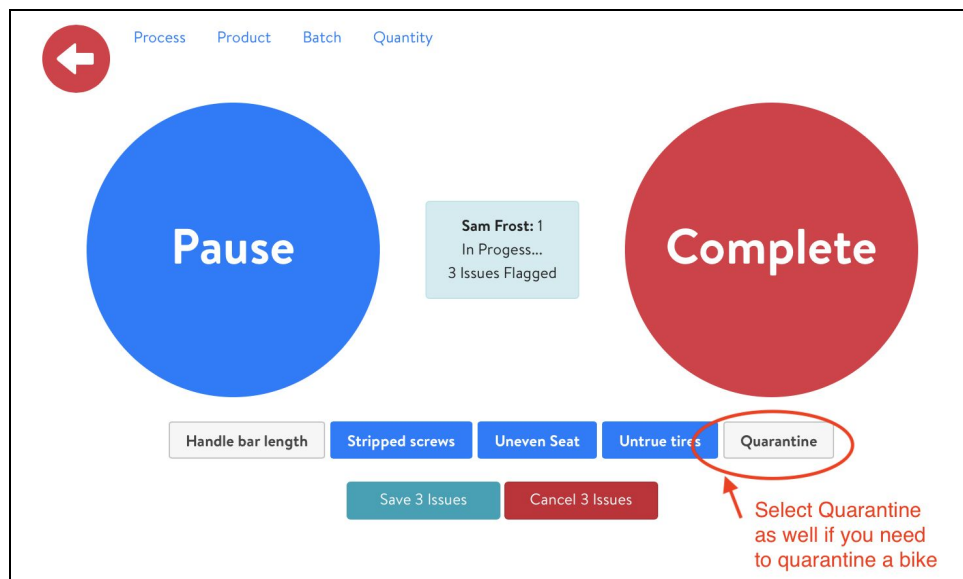 Process Product Batch Quantity
Pause
Sam Frost: 1
In Progess...
3 Issues Flagged
Complete
Handle bar length Stripped screws Uneven Seat Untrue tires Quarantine
Save 3 Issues Cancel 3 Issues
Select Quarantine
as well if you need
to quarantine a bike